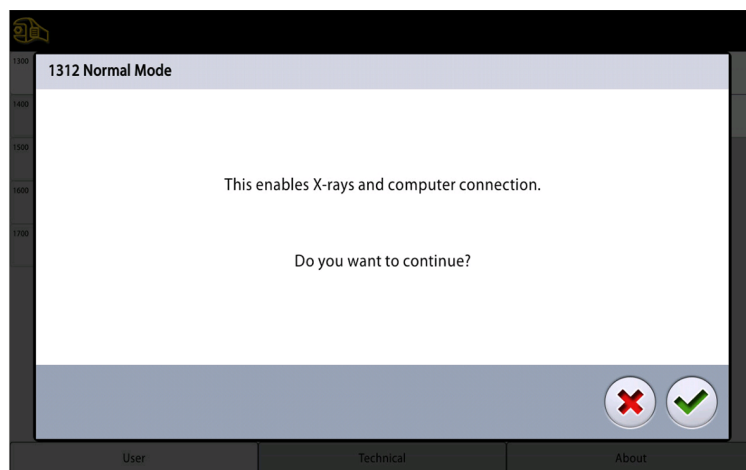 1300
1312 Normal Mode
1400
1500
This enables X-rays and computer connection.
1600
1700
Do you want to continue?
User
Technical
About